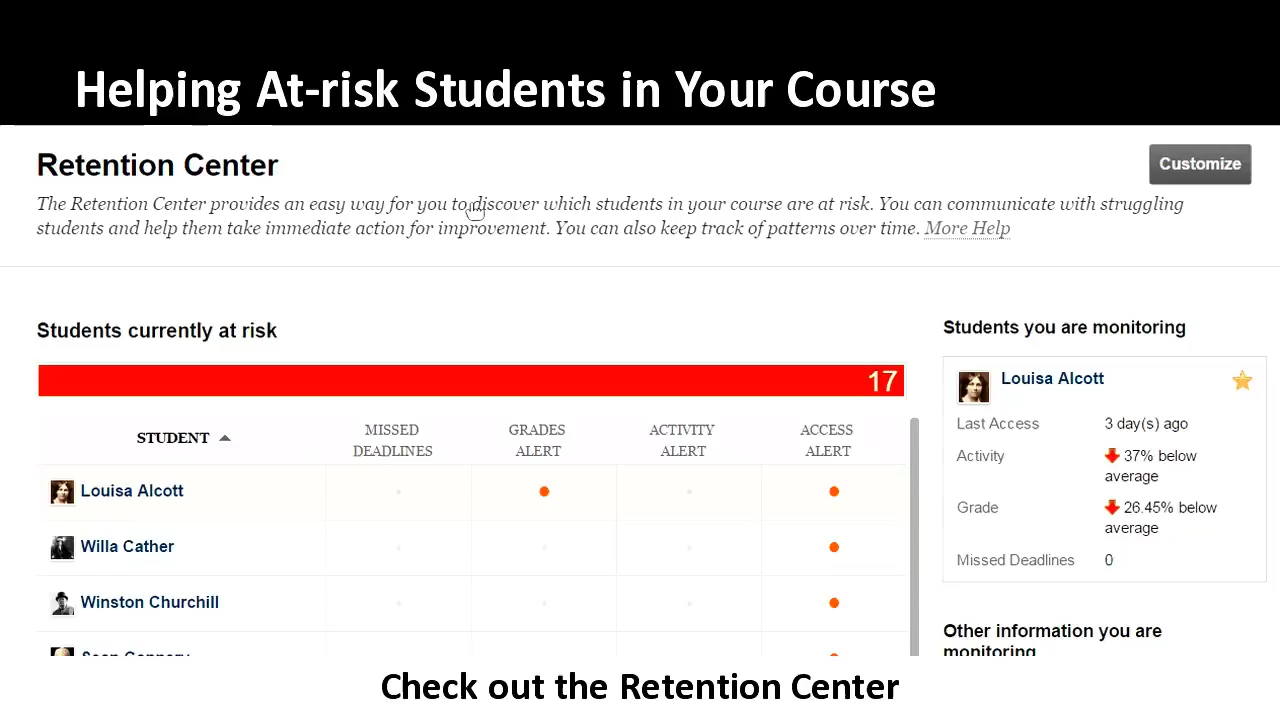 Helping At-risk Students in Your Course
Retention Center
Customize
The Retention Center provides an easy way for you to discover which students in your course are at risk. You can communicate with struggling
students and help them take immediate action for improvement. You can also keep track of patterns over time. More Help
Students currently at risk
17
STUDENT
MISSED
DEADLINES
GRADES
ALERT
ACTIVITY
ALERT
ACCESS
ALERT
Louisa Alcott
Willa Cather
Winston Churchill
Sean Connery
Students you are monitoring
Louisa Alcott
Last Access 3 day(s) ago
Activity 37% below
average
Grade 26.45% below
average
Missed Deadlines 0
Other information you are
monitoring
Check out the Retention Center